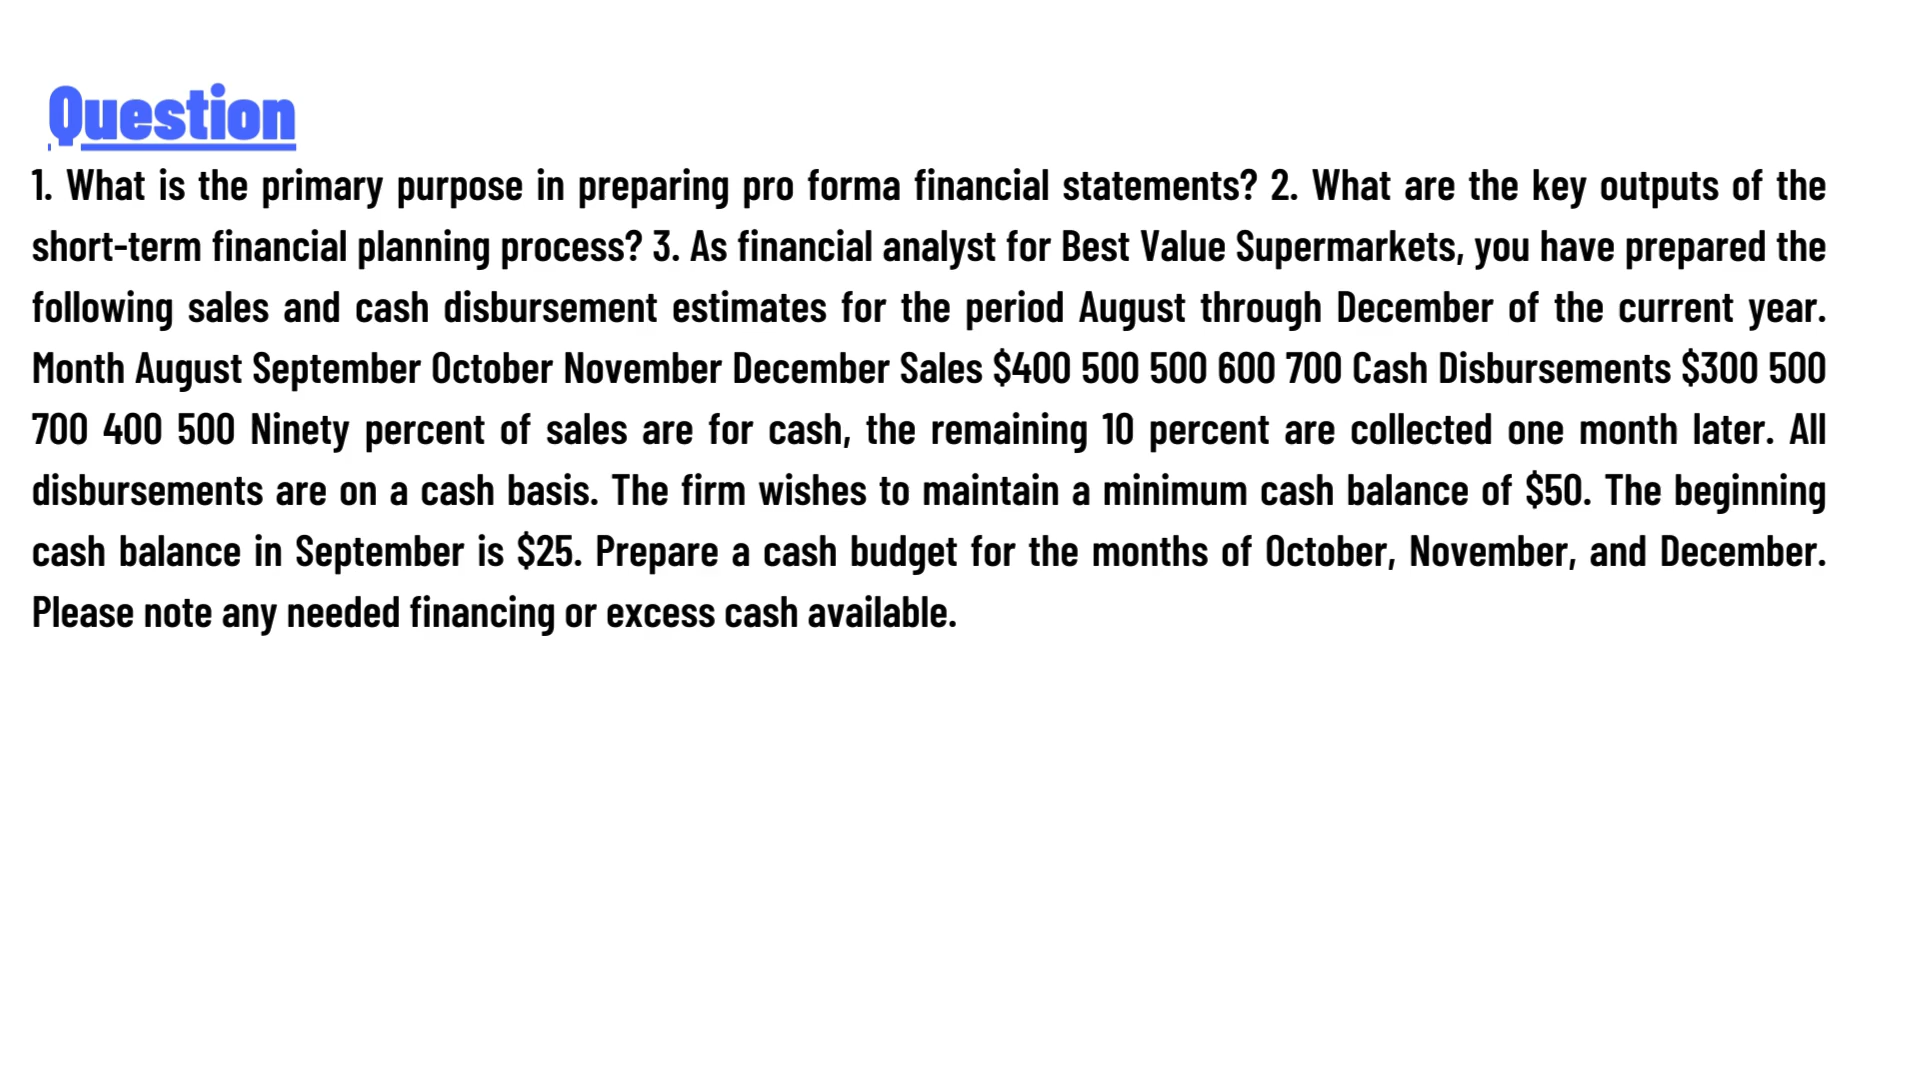 Question
1. What is the primary purpose in preparing pro forma financial statements? 2. What are the key outputs of the
short-term financial planning process? 3. As financial analyst for Best Value Supermarkets, you have prepared the
following sales and cash disbursement estimates for the period August through December of the current year.
Month August September October November December Sales $400 500 500 600 700 Cash Disbursements $300 500
700 400 500 Ninety percent of sales are for cash, the remaining 10 percent are collected one month later. All
disbursements are on a cash basis. The firm wishes to maintain a minimum cash balance of $50. The beginning
cash balance in September is $25. Prepare a cash budget for the months of October, November, and December.
Please note any needed financing or excess cash available.